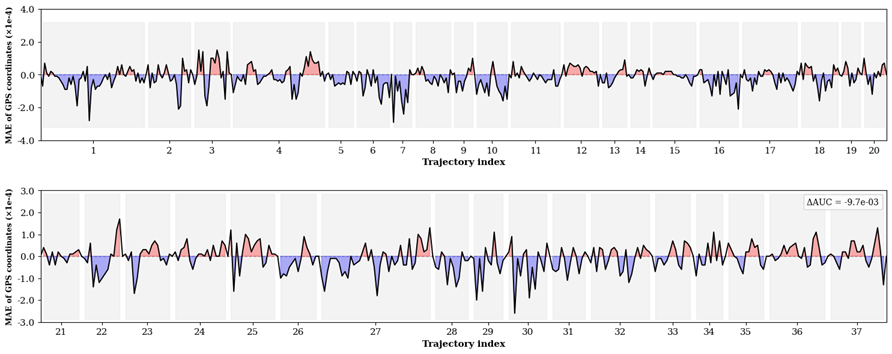 MAE of GPS coordinates (×1e-4)
4.0
2.0
0.0
-2.0
-4.0
1 2 3 4 5 6 7 8 9 10 11 12 13 14 15 16 17 18 19 20
Trajectory index
MAE of GPS coordinates (×1e-4)
3.0
2.0
1.0
0.0
-1.0
-2.0
-3.0
ΔAUC = -9.7e-03
21 22 23 24 25 26 27 28 29 30 31 32 33 34 35 36 37
Trajectory index